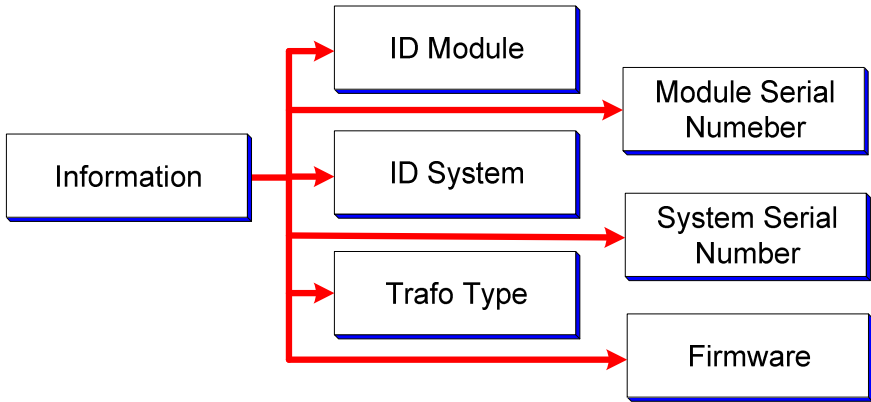 ID Module
Module Serial
Numeber
Information
ID System
System Serial
Number
Trafo Type
Firmware